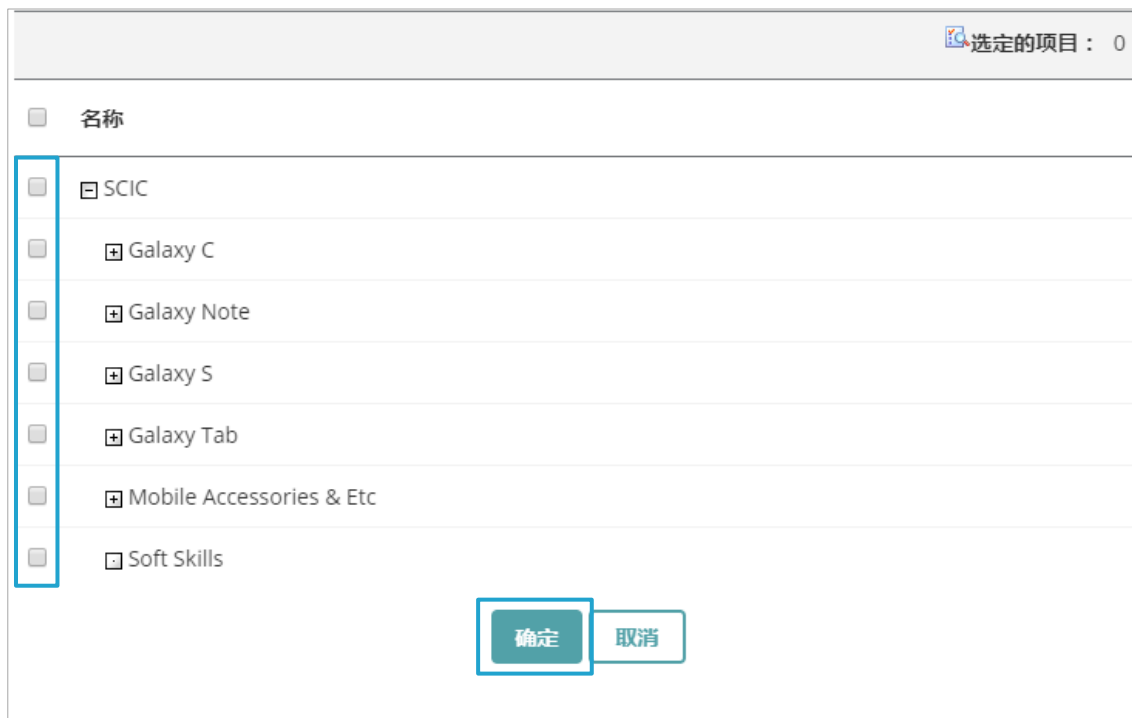 选定的项目： 0
名称
SCIC
Galaxy C
Galaxy Note
Galaxy S
Galaxy Tab
Mobile Accessories & Etc
Soft Skills
确定 取消